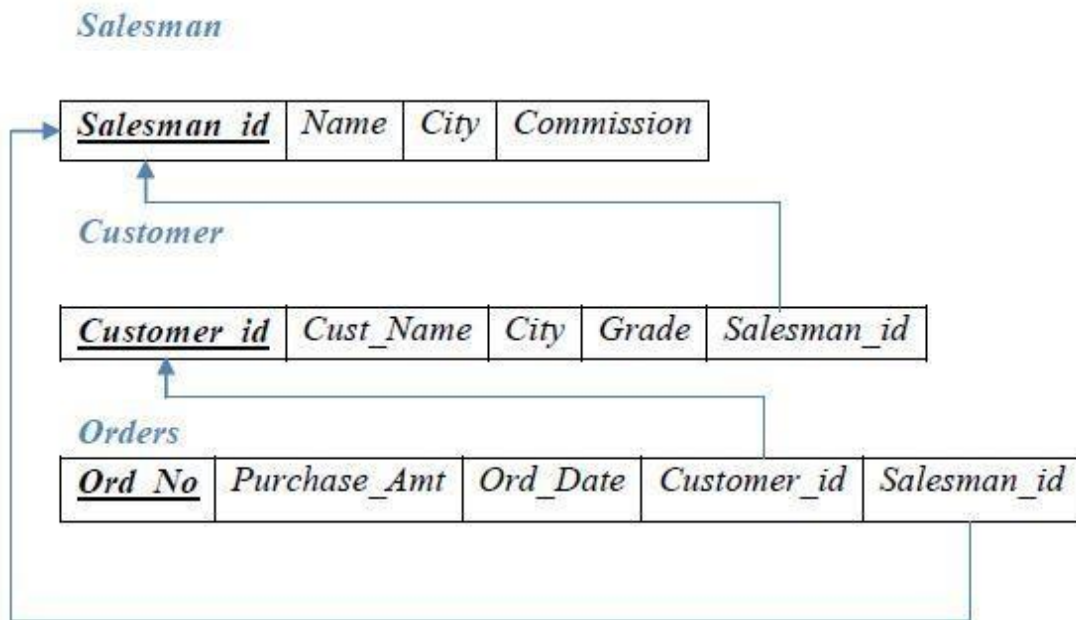 Salesman
Salesman_id Name City Commission
Customer
Customer_id Cust_Name City Grade Salesman_id
Orders
Ord_No Purchase_Amt Ord_Date Customer_id Salesman_id